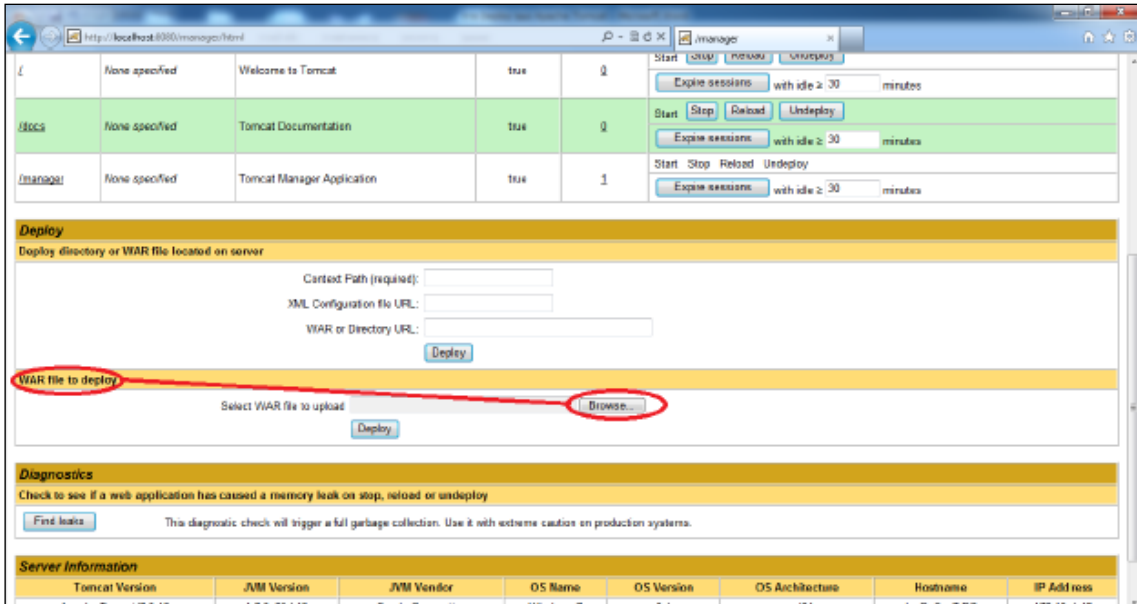 http://localhost:8080/manager/html
/manager
/ None specified Welcome to Tomcat true 0 Start Stop Reload Undeploy
Expire sessions with idle ≥ 30 minutes
/docs None specified Tomcat Documentation true 0 Start Stop Reload Undeploy
Expire sessions with idle ≥ 30 minutes
/manager None specified Tomcat Manager Application true 1 Start Stop Reload Undeploy
Expire sessions with idle ≥ 30 minutes
Deploy
Deploy directory or WAR file located on server
Context Path (required):
XML Configuration file URL:
WAR or Directory URL:
Deploy
WAR file to deploy
Select WAR file to upload Browse...
Deploy
Diagnostics
Check to see if a web application has caused a memory leak on stop, reload or undeploy
Find leaks This diagnostic check will trigger a full garbage collection. Use it with extreme caution on production systems.
Server Information
Tomcat Version JVM Version JVM Vendor OS Name OS Version OS Architecture Hostname IP Address